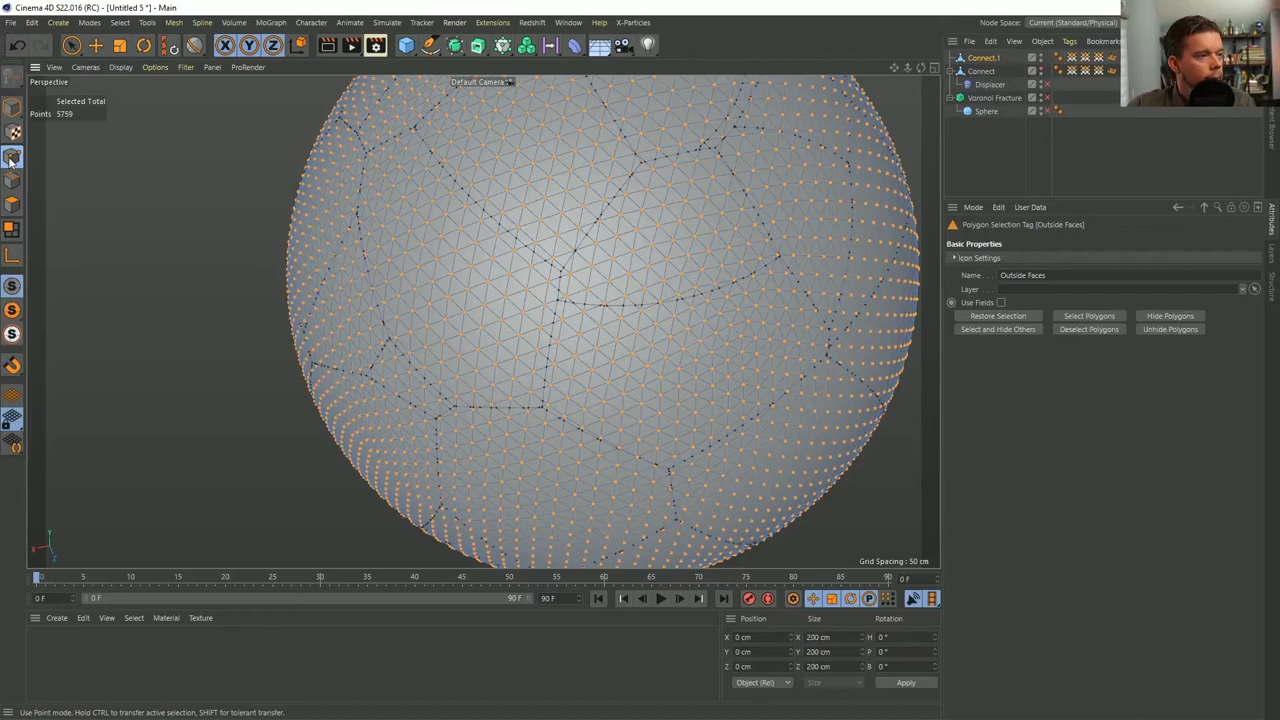 Cinema 4D S22.016 (RC) - [Untitled 5 *] - Main
File Edit Create Modes Select Tools Mesh Spline Volume MoGraph Character Animate Simulate Tracker Render Extensions Redshift Window Help X-Particles
Node Space: Current (Standard/Physical)
File Edit View Object Tags Bookmarks
View Cameras Display Options Filter Panel ProRender
Perspective
Default Camera
Selected Total
Points 5759
Connect.1
Connect
Displacer
Voronoi Fracture
Sphere
Mode Edit User Data
Polygon Selection Tag [Outside Faces]
Basic Properties
Icon Settings
Name . . . Outside Faces
Layer
Use Fields
Restore Selection Select Polygons Hide Polygons
Select and Hide Others Deselect Polygons Unhide Polygons
Attributes
Layers
Structure
Grid Spacing : 50 cm
0 5 10 15 20 25 30 35 40 45 50 55 60 65 70 75 80 85 90 0 F
0 F 0 F 90 F 90 F
Create Edit View Select Material Texture
Position Size Rotation
X 0 cm X 200 cm H 0 °
Y 0 cm Y 200 cm P 0 °
Z 0 cm Z 200 cm B 0 °
Object (Rel) Size Apply
Use Point mode. Hold CTRL to transfer active selection, SHIFT for tolerant transfer.